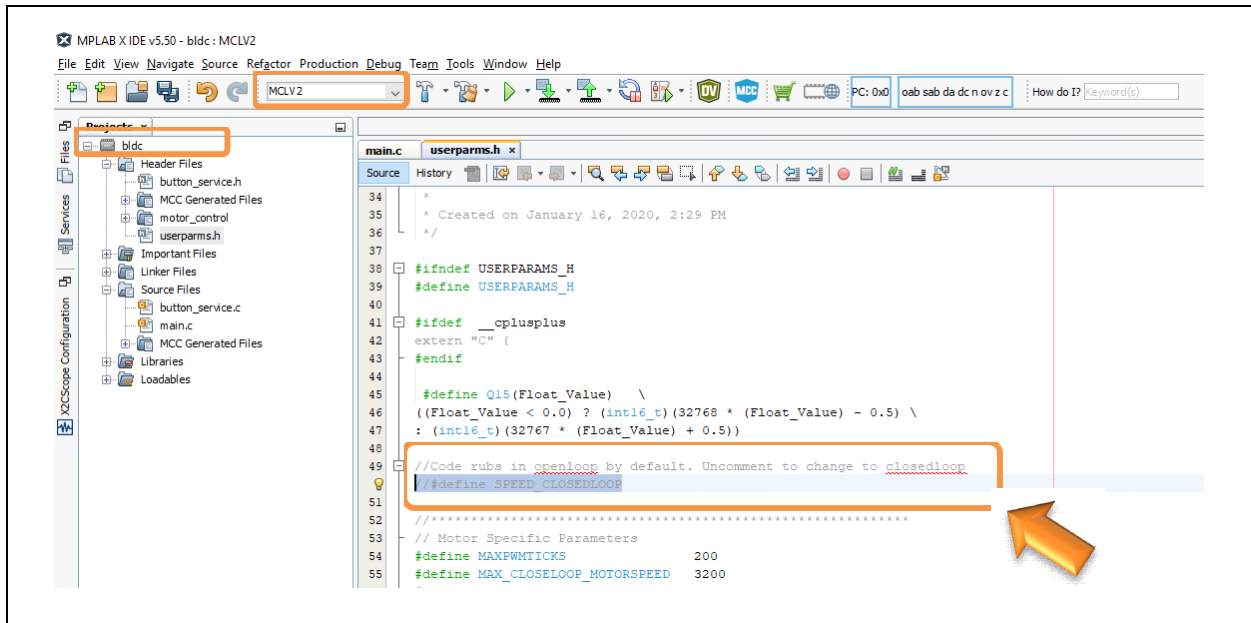 MPLAB X IDE v5.50 - bldc : MCLV2
File Edit View Navigate Source Refactor Production Debug Team Tools Window Help
MCLV2
DV
MCC
PC: 0x0
oab sab da dc n ov z c
How do I? Keyword(s)
Files
Services
X2CScope Configuration
Projects ×
bldc
Header Files
button_service.h
MCC Generated Files
motor_control
userparms.h
Important Files
Linker Files
Source Files
button_service.c
main.c
MCC Generated Files
Libraries
Loadables
main.c userparms.h ×
Source History
34 *
35 * Created on January 16, 2020, 2:29 PM
36 */
37
38 #ifndef USERPARAMS_H
39 #define USERPARAMS_H
40
41 #ifdef __cplusplus
42 extern "C" {
43 #endif
44
45 #define Q15(Float_Value) \
46 ((Float_Value < 0.0) ? (int16_t)(32768 * (Float_Value) - 0.5) \
47 : (int16_t)(32767 * (Float_Value) + 0.5))
48
49 //Code rubs in openloop by default. Uncomment to change to closedloop
//#define SPEED_CLOSEDLOOP
51
52 //************************************************************
53 // Motor Specific Parameters
54 #define MAXPWMTICKS 200
55 #define MAX_CLOSELOOP_MOTORSPEED 3200